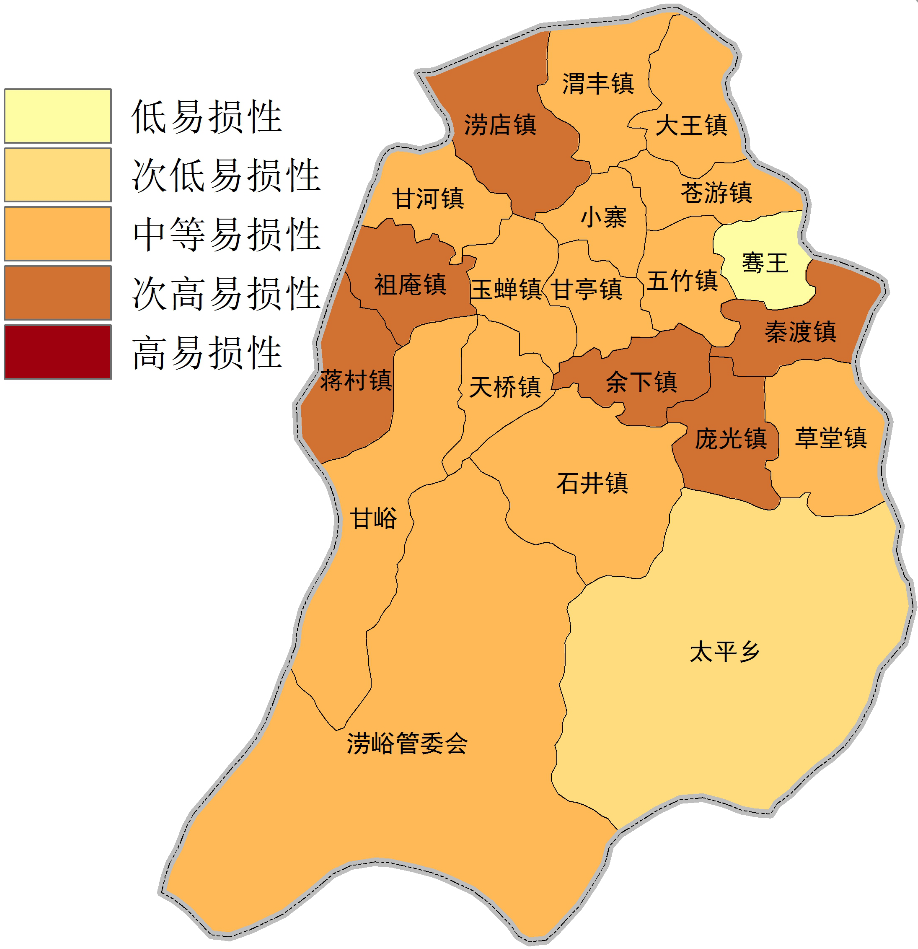 低易损性
次低易损性
中等易损性
次高易损性
高易损性
渭丰镇
涝店镇
大王镇
甘河镇
苍游镇
小寨
骞王
祖庵镇
玉蝉镇
甘亭镇
五竹镇
秦渡镇
蒋村镇
天桥镇
余下镇
庞光镇
草堂镇
石井镇
甘峪
太平乡
涝峪管委会